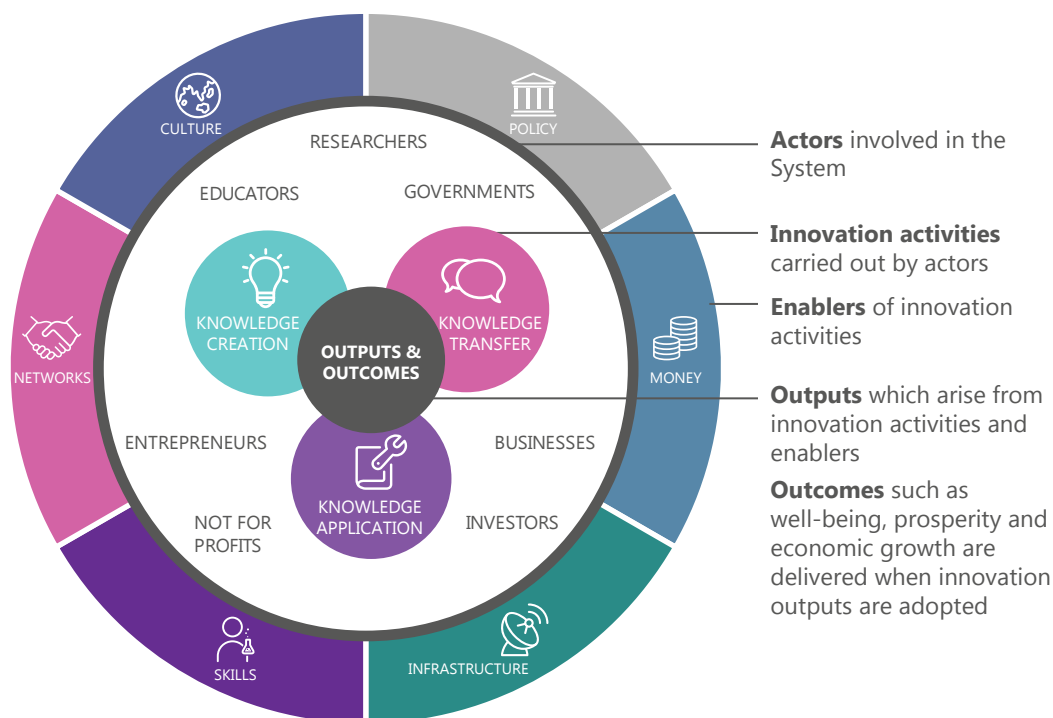 CULTURE
POLICY
RESEARCHERS
EDUCATORS
GOVERNMENTS
KNOWLEDGE
CREATION
KNOWLEDGE
TRANSFER
OUTPUTS &
OUTCOMES
NETWORKS
MONEY
ENTREPRENEURS
BUSINESSES
KNOWLEDGE
APPLICATION
NOT FOR
PROFITS
INVESTORS
SKILLS
INFRASTRUCTURE
Actors involved in the
System
Innovation activities
carried out by actors
Enablers of innovation
activities
Outputs which arise from
innovation activities and
enablers
Outcomes such as
well-being, prosperity and
economic growth are
delivered when innovation
outputs are adopted